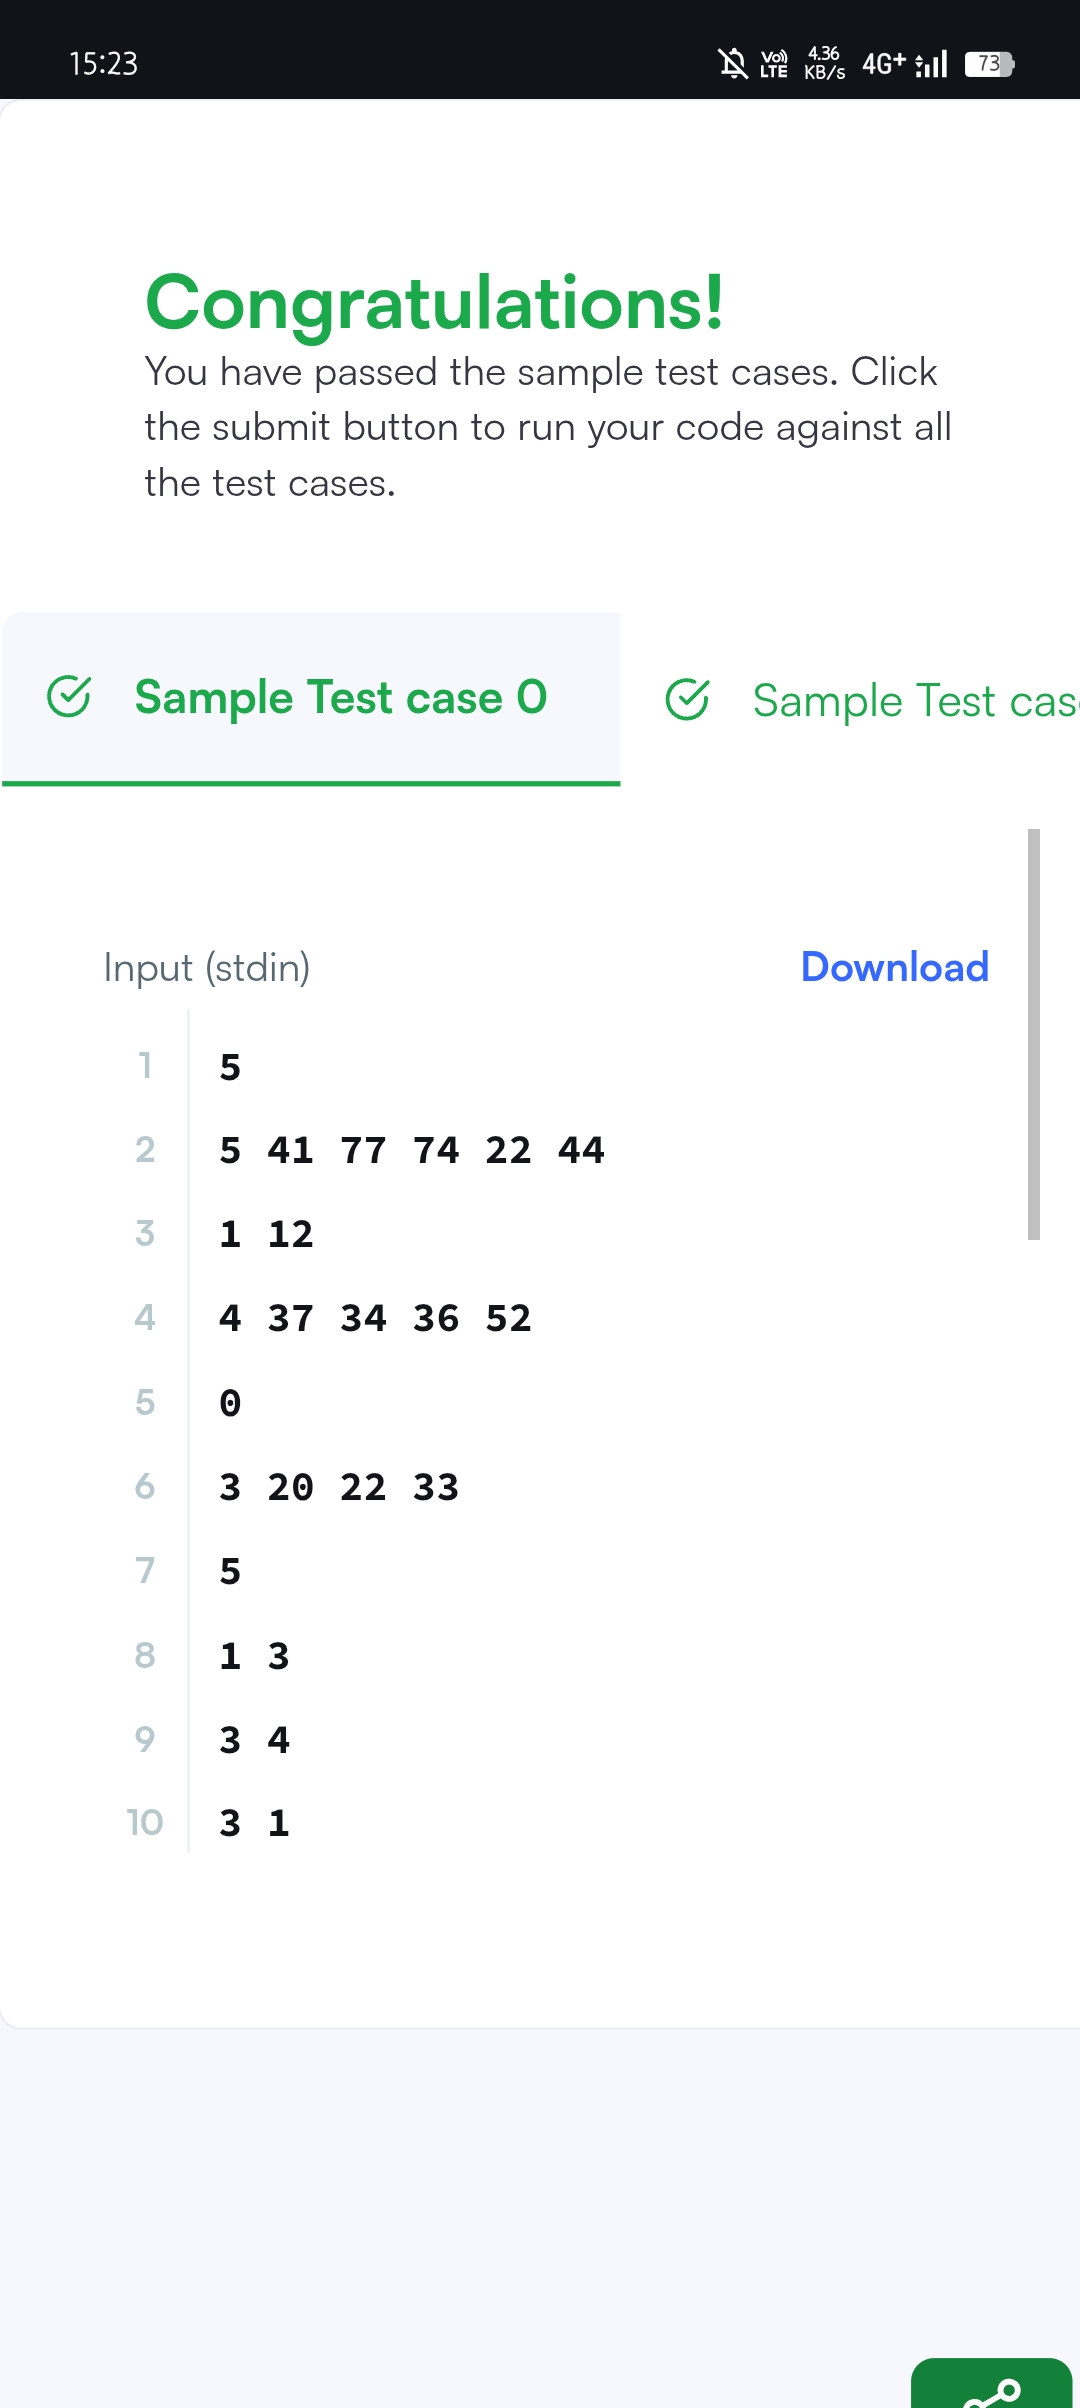 15:23
Vo)) LTE
4.36 KB/s
4G+
73
Congratulations!
You have passed the sample test cases. Click
the submit button to run your code against all
the test cases.
Sample Test case 0
Sample Test cas
Input (stdin)
Download
1 5
2 5 41 77 74 22 44
3 1 12
4 4 37 34 36 52
5 0
6 3 20 22 33
7 5
8 1 3
9 3 4
10 3 1